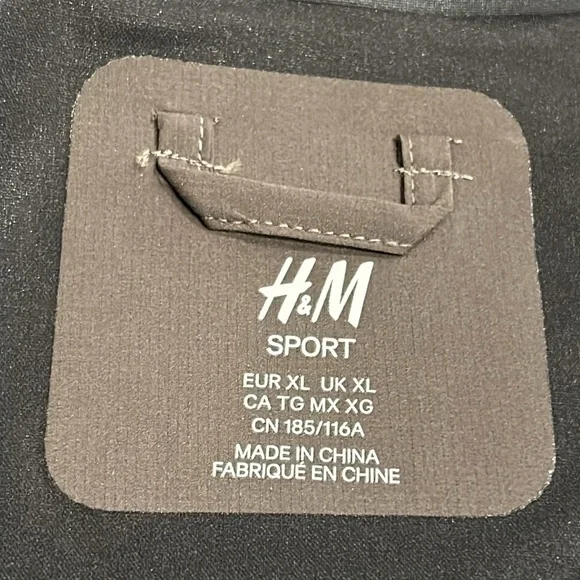 H&M
SPORT
EUR XL UK XL
CA TG MX XG
CN 185/116A
MADE IN CHINA
FABRIQUÉ EN CHINE